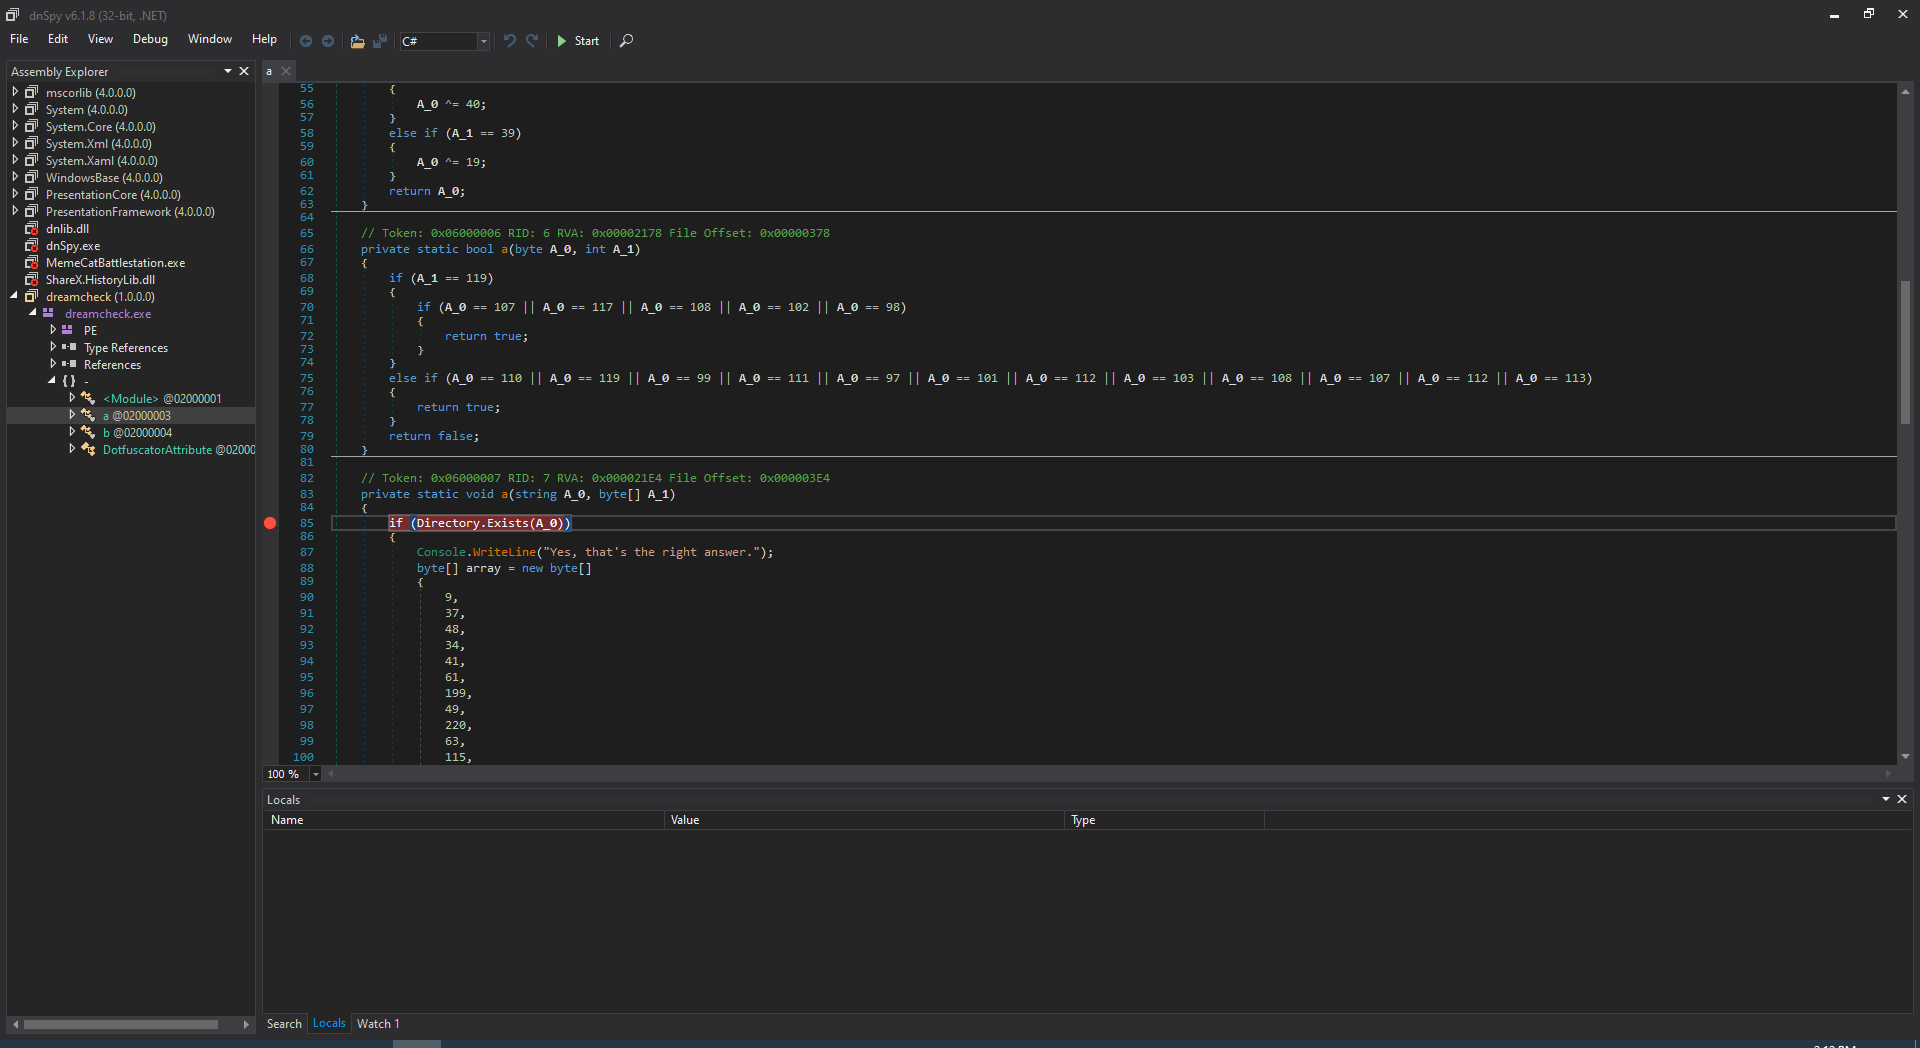 dnSpy v6.1.8 (32-bit, .NET)
File Edit View Debug Window Help C# Start
Assembly Explorer
a
mscorlib (4.0.0.0)
System (4.0.0.0)
System.Core (4.0.0.0)
System.Xml (4.0.0.0)
System.Xaml (4.0.0.0)
WindowsBase (4.0.0.0)
PresentationCore (4.0.0.0)
PresentationFramework (4.0.0.0)
dnlib.dll
dnSpy.exe
MemeCatBattlestation.exe
ShareX.HistoryLib.dll
dreamcheck (1.0.0.0)
dreamcheck.exe
PE
Type References
References
{ } -
<Module> @02000001
a @02000003
b @02000004
DotfuscatorAttribute @02000
55 {
56 A_0 ^= 40;
57 }
58 else if (A_1 == 39)
59 {
60 A_0 ^= 19;
61 }
62 return A_0;
63 }
64
65 // Token: 0x06000006 RID: 6 RVA: 0x00002178 File Offset: 0x00000378
66 private static bool a(byte A_0, int A_1)
67 {
68 if (A_1 == 119)
69 {
70 if (A_0 == 107 || A_0 == 117 || A_0 == 108 || A_0 == 102 || A_0 == 98)
71 {
72 return true;
73 }
74 }
75 else if (A_0 == 110 || A_0 == 119 || A_0 == 99 || A_0 == 111 || A_0 == 97 || A_0 == 101 || A_0 == 112 || A_0 == 103 || A_0 == 108 || A_0 == 107 || A_0 == 112 || A_0 == 113)
76 {
77 return true;
78 }
79 return false;
80 }
81
82 // Token: 0x06000007 RID: 7 RVA: 0x000021E4 File Offset: 0x000003E4
83 private static void a(string A_0, byte[] A_1)
84 {
85 if (Directory.Exists(A_0))
86 {
87 Console.WriteLine("Yes, that's the right answer.");
88 byte[] array = new byte[]
89 {
90 9,
91 37,
92 48,
93 34,
94 41,
95 61,
96 199,
97 49,
98 220,
99 63,
100 115,
100 %
Locals
Name Value Type
Search Locals Watch 1